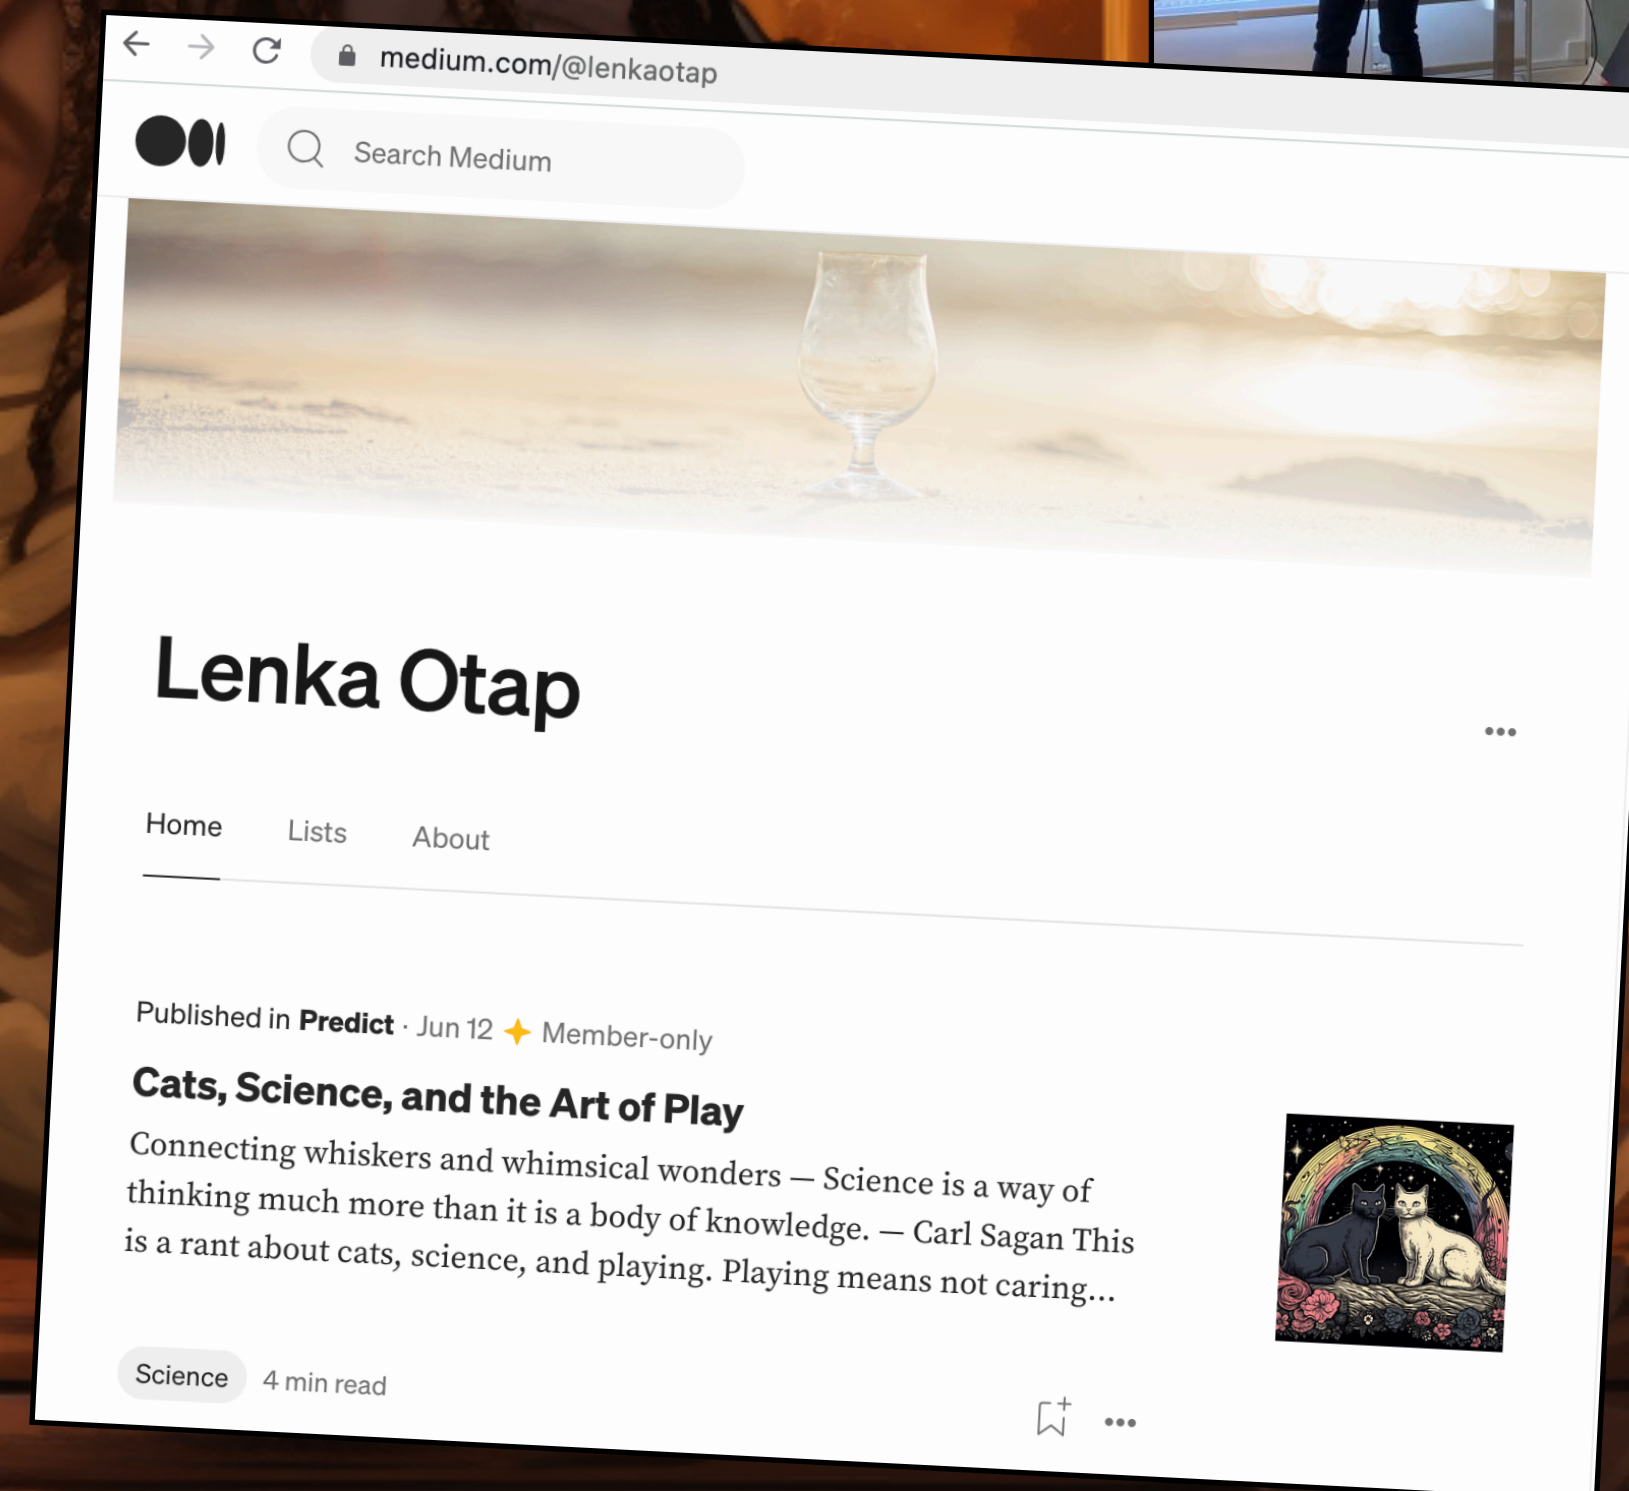 medium.com/@lenkaotap
Search Medium
Lenka Otap
Home Lists About
Published in Predict · Jun 12 Member-only
Cats, Science, and the Art of Play
Connecting whiskers and whimsical wonders — Science is a way of
thinking much more than it is a body of knowledge. — Carl Sagan This
is a rant about cats, science, and playing. Playing means not caring...
Science 4 min read